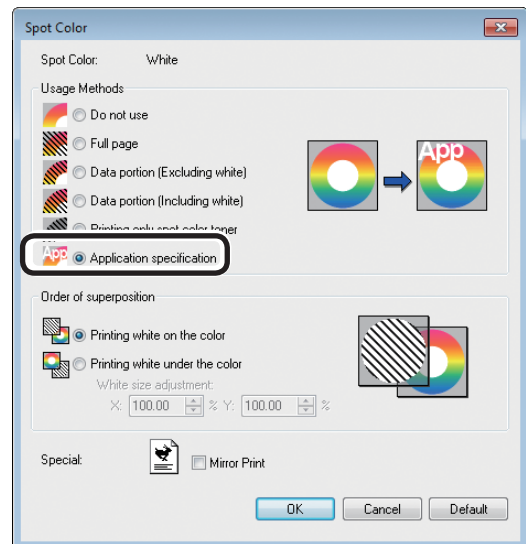 Spot Color
Spot Color: White
Usage Methods
Do not use
Full page
Data portion (Excluding white)
Data portion (Including white)
Printing only spot color toner
App Application specification
App
Order of superposition
Printing white on the color
Printing white under the color
White size adjustment:
X: 100.00 % Y: 100.00 %
Special: Mirror Print
OK Cancel Default